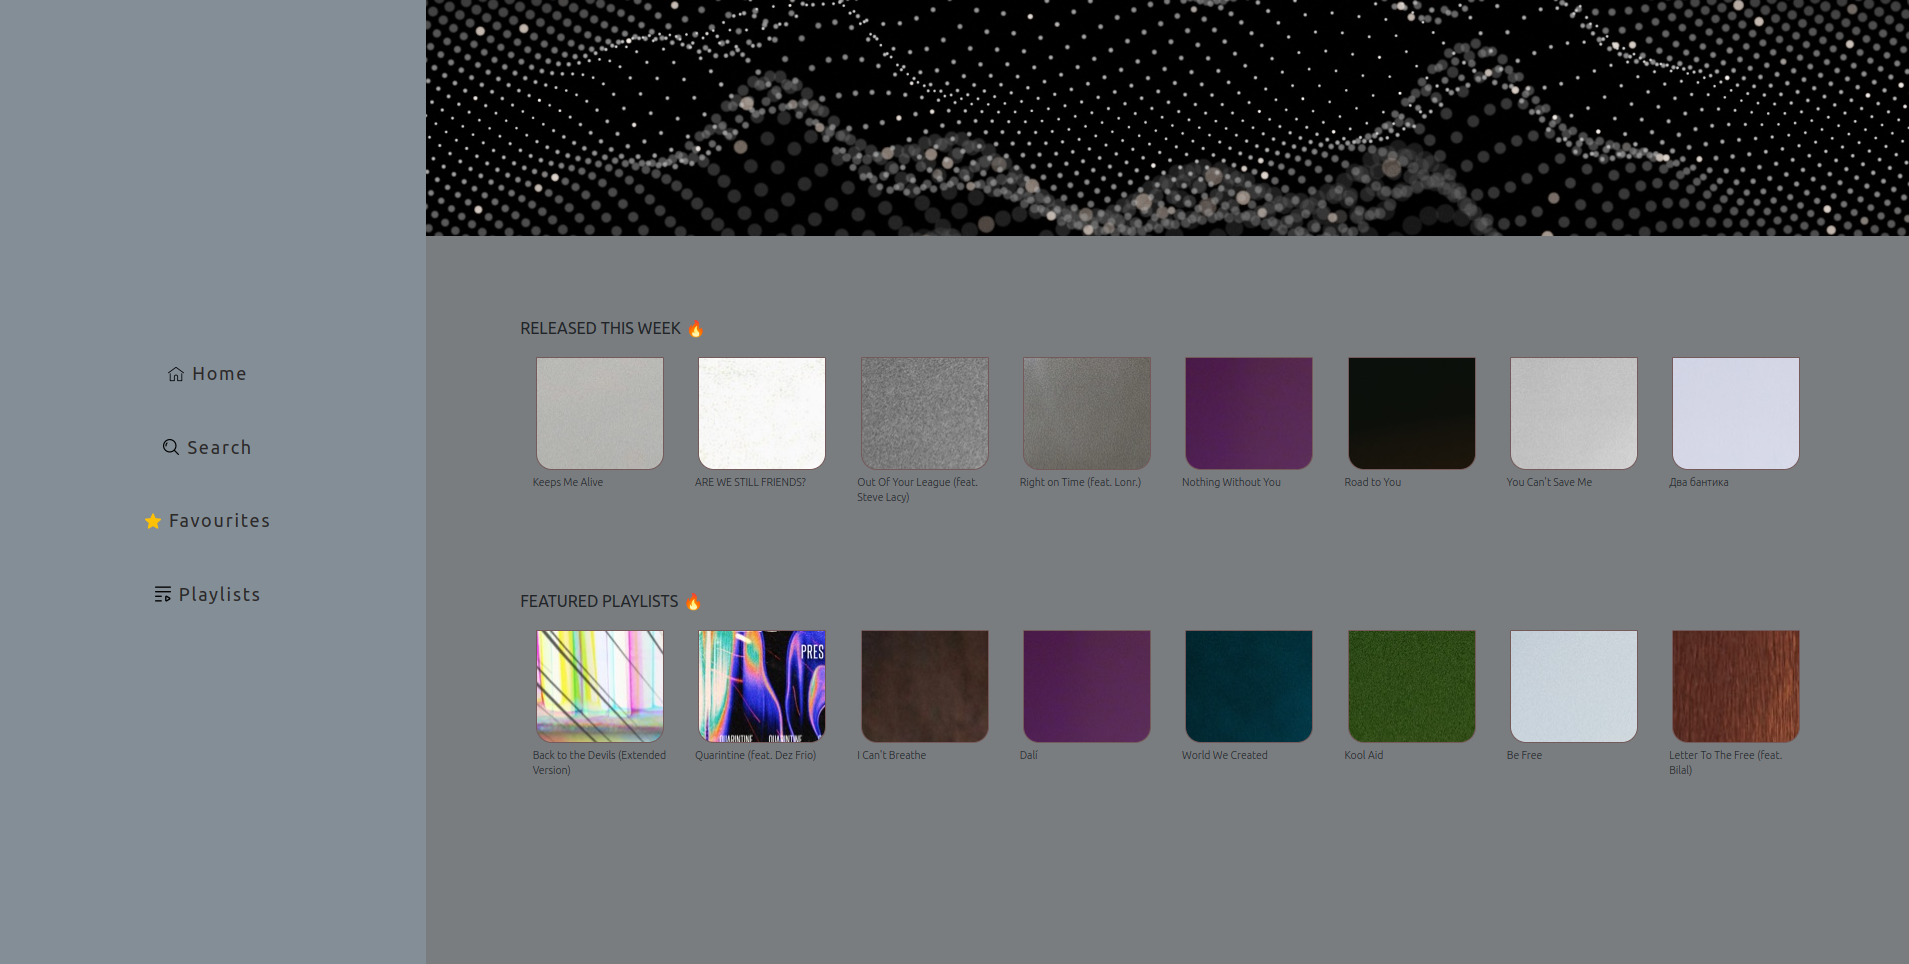 Home
Search
Favourites
Playlists
RELEASED THIS WEEK 🔥
Keeps Me Alive
ARE WE STILL FRIENDS?
Out Of Your League (feat.
Steve Lacy)
Right on Time (feat. Lonr.)
Nothing Without You
Road to You
You Can't Save Me
Два бантика
FEATURED PLAYLISTS 🔥
PRES
QUARINTINE QUARINTINE
Back to the Devils (Extended
Version)
Quarintine (feat. Dez Frio)
I Can't Breathe
Dalí
World We Created
Kool Aid
Be Free
Letter To The Free (feat.
Bilal)